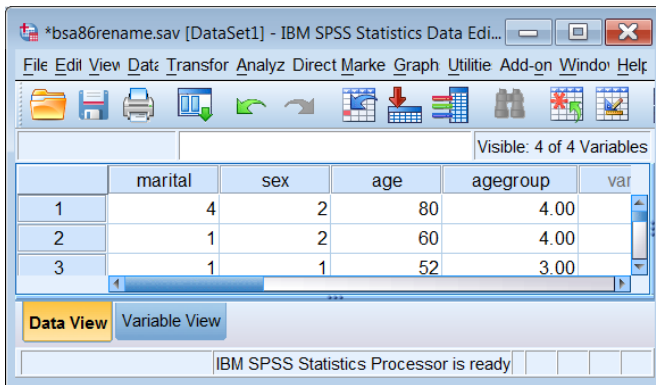 *bsa86rename.sav [DataSet1] - IBM SPSS Statistics Data Edi...
File Edit View Data Transfor Analyz Direct Marke Graph Utilitie Add-on Windov Help
Visible: 4 of 4 Variables
marital sex age agegroup var
1 4 2 80 4.00
2 1 2 60 4.00
3 1 1 52 3.00
Data View Variable View
IBM SPSS Statistics Processor is ready